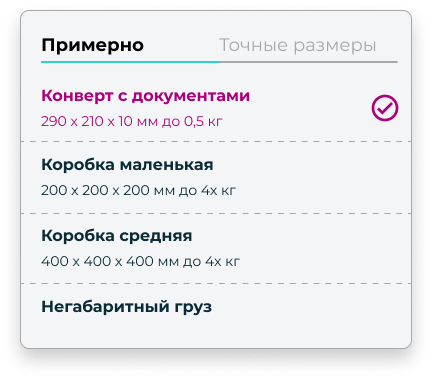 Примерно
Точные размеры
Конверт с документами
290 х 210 х 10 мм до 0,5 кг
Коробка маленькая
200 х 200 х 200 мм до 4х кг
Коробка средняя
400 х 400 х 400 мм до 4х кг
Негабаритный груз